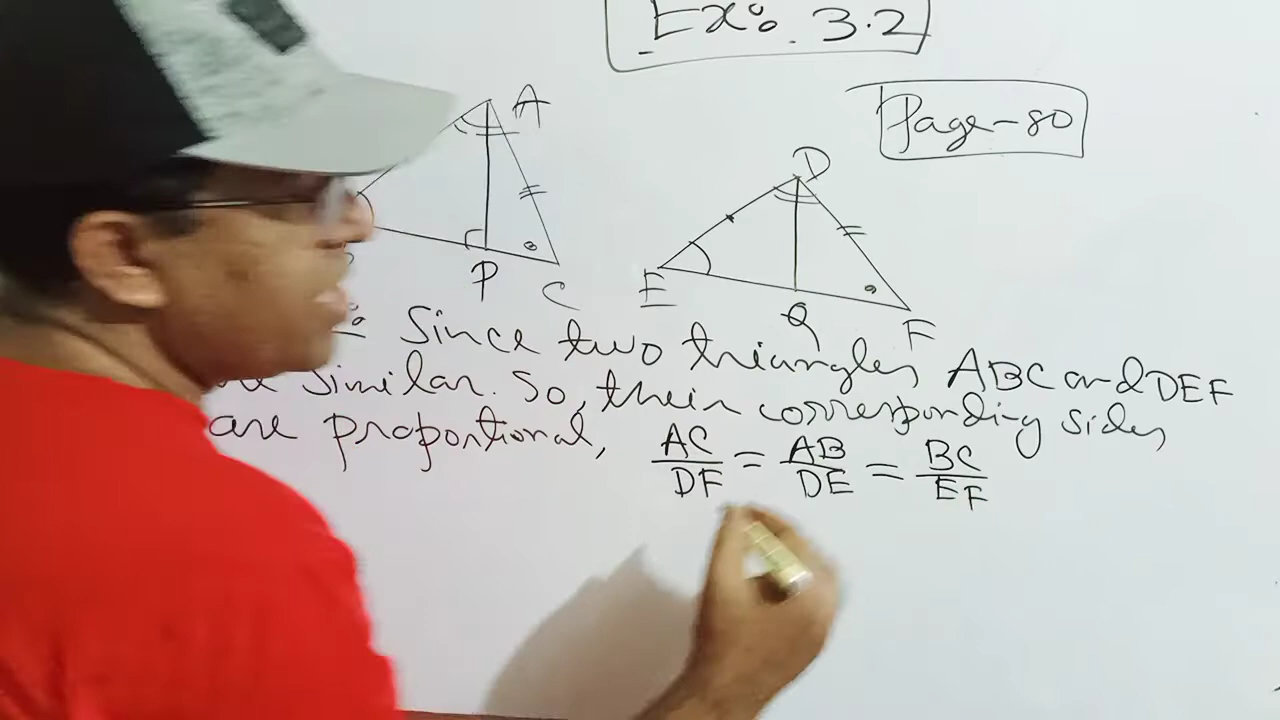 Ex: 3.2
Page-80
A
P
C
D
E
Q
F
Since two triangles ABC and DEF
similar. So, their corresponding sides
are proportional, AC/DF = AB/DE = BC/EF